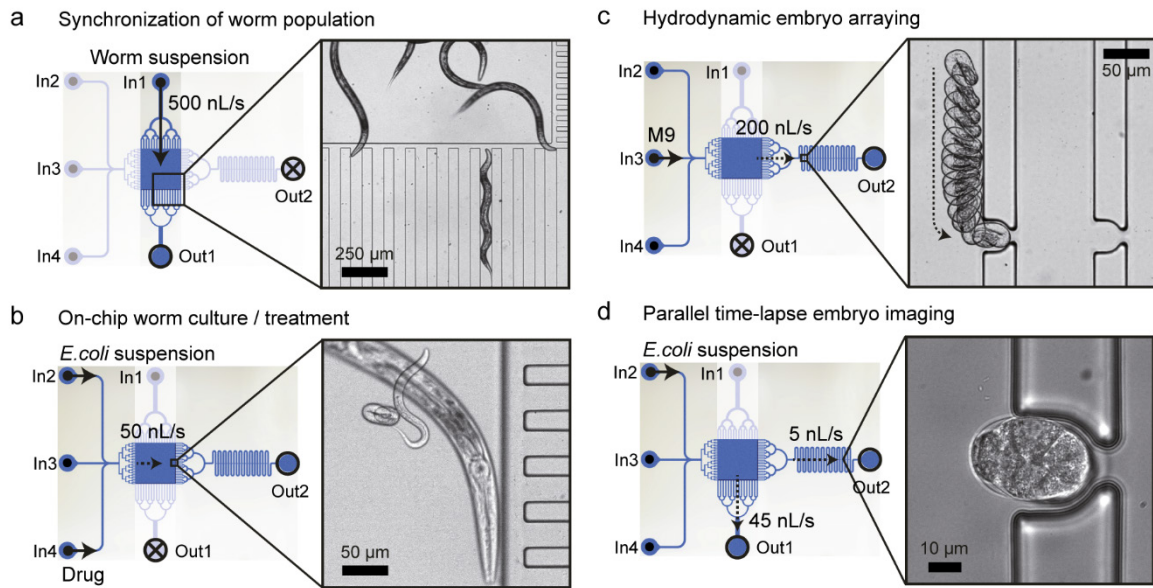 a Synchronization of worm population
Worm suspension
In2
In1
500 nL/s
In3
Out2
In4
Out1
250 µm
b On-chip worm culture / treatment
E.coli suspension
In2
In1
50 nL/s
In3
Out2
In4
Out1
Drug
50 µm
c Hydrodynamic embryo arraying
In2
In1
M9
200 nL/s
In3
Out2
In4
Out1
50 µm
d Parallel time-lapse embryo imaging
E.coli suspension
In2
In1
5 nL/s
In3
Out2
45 nL/s
In4
Out1
10 µm